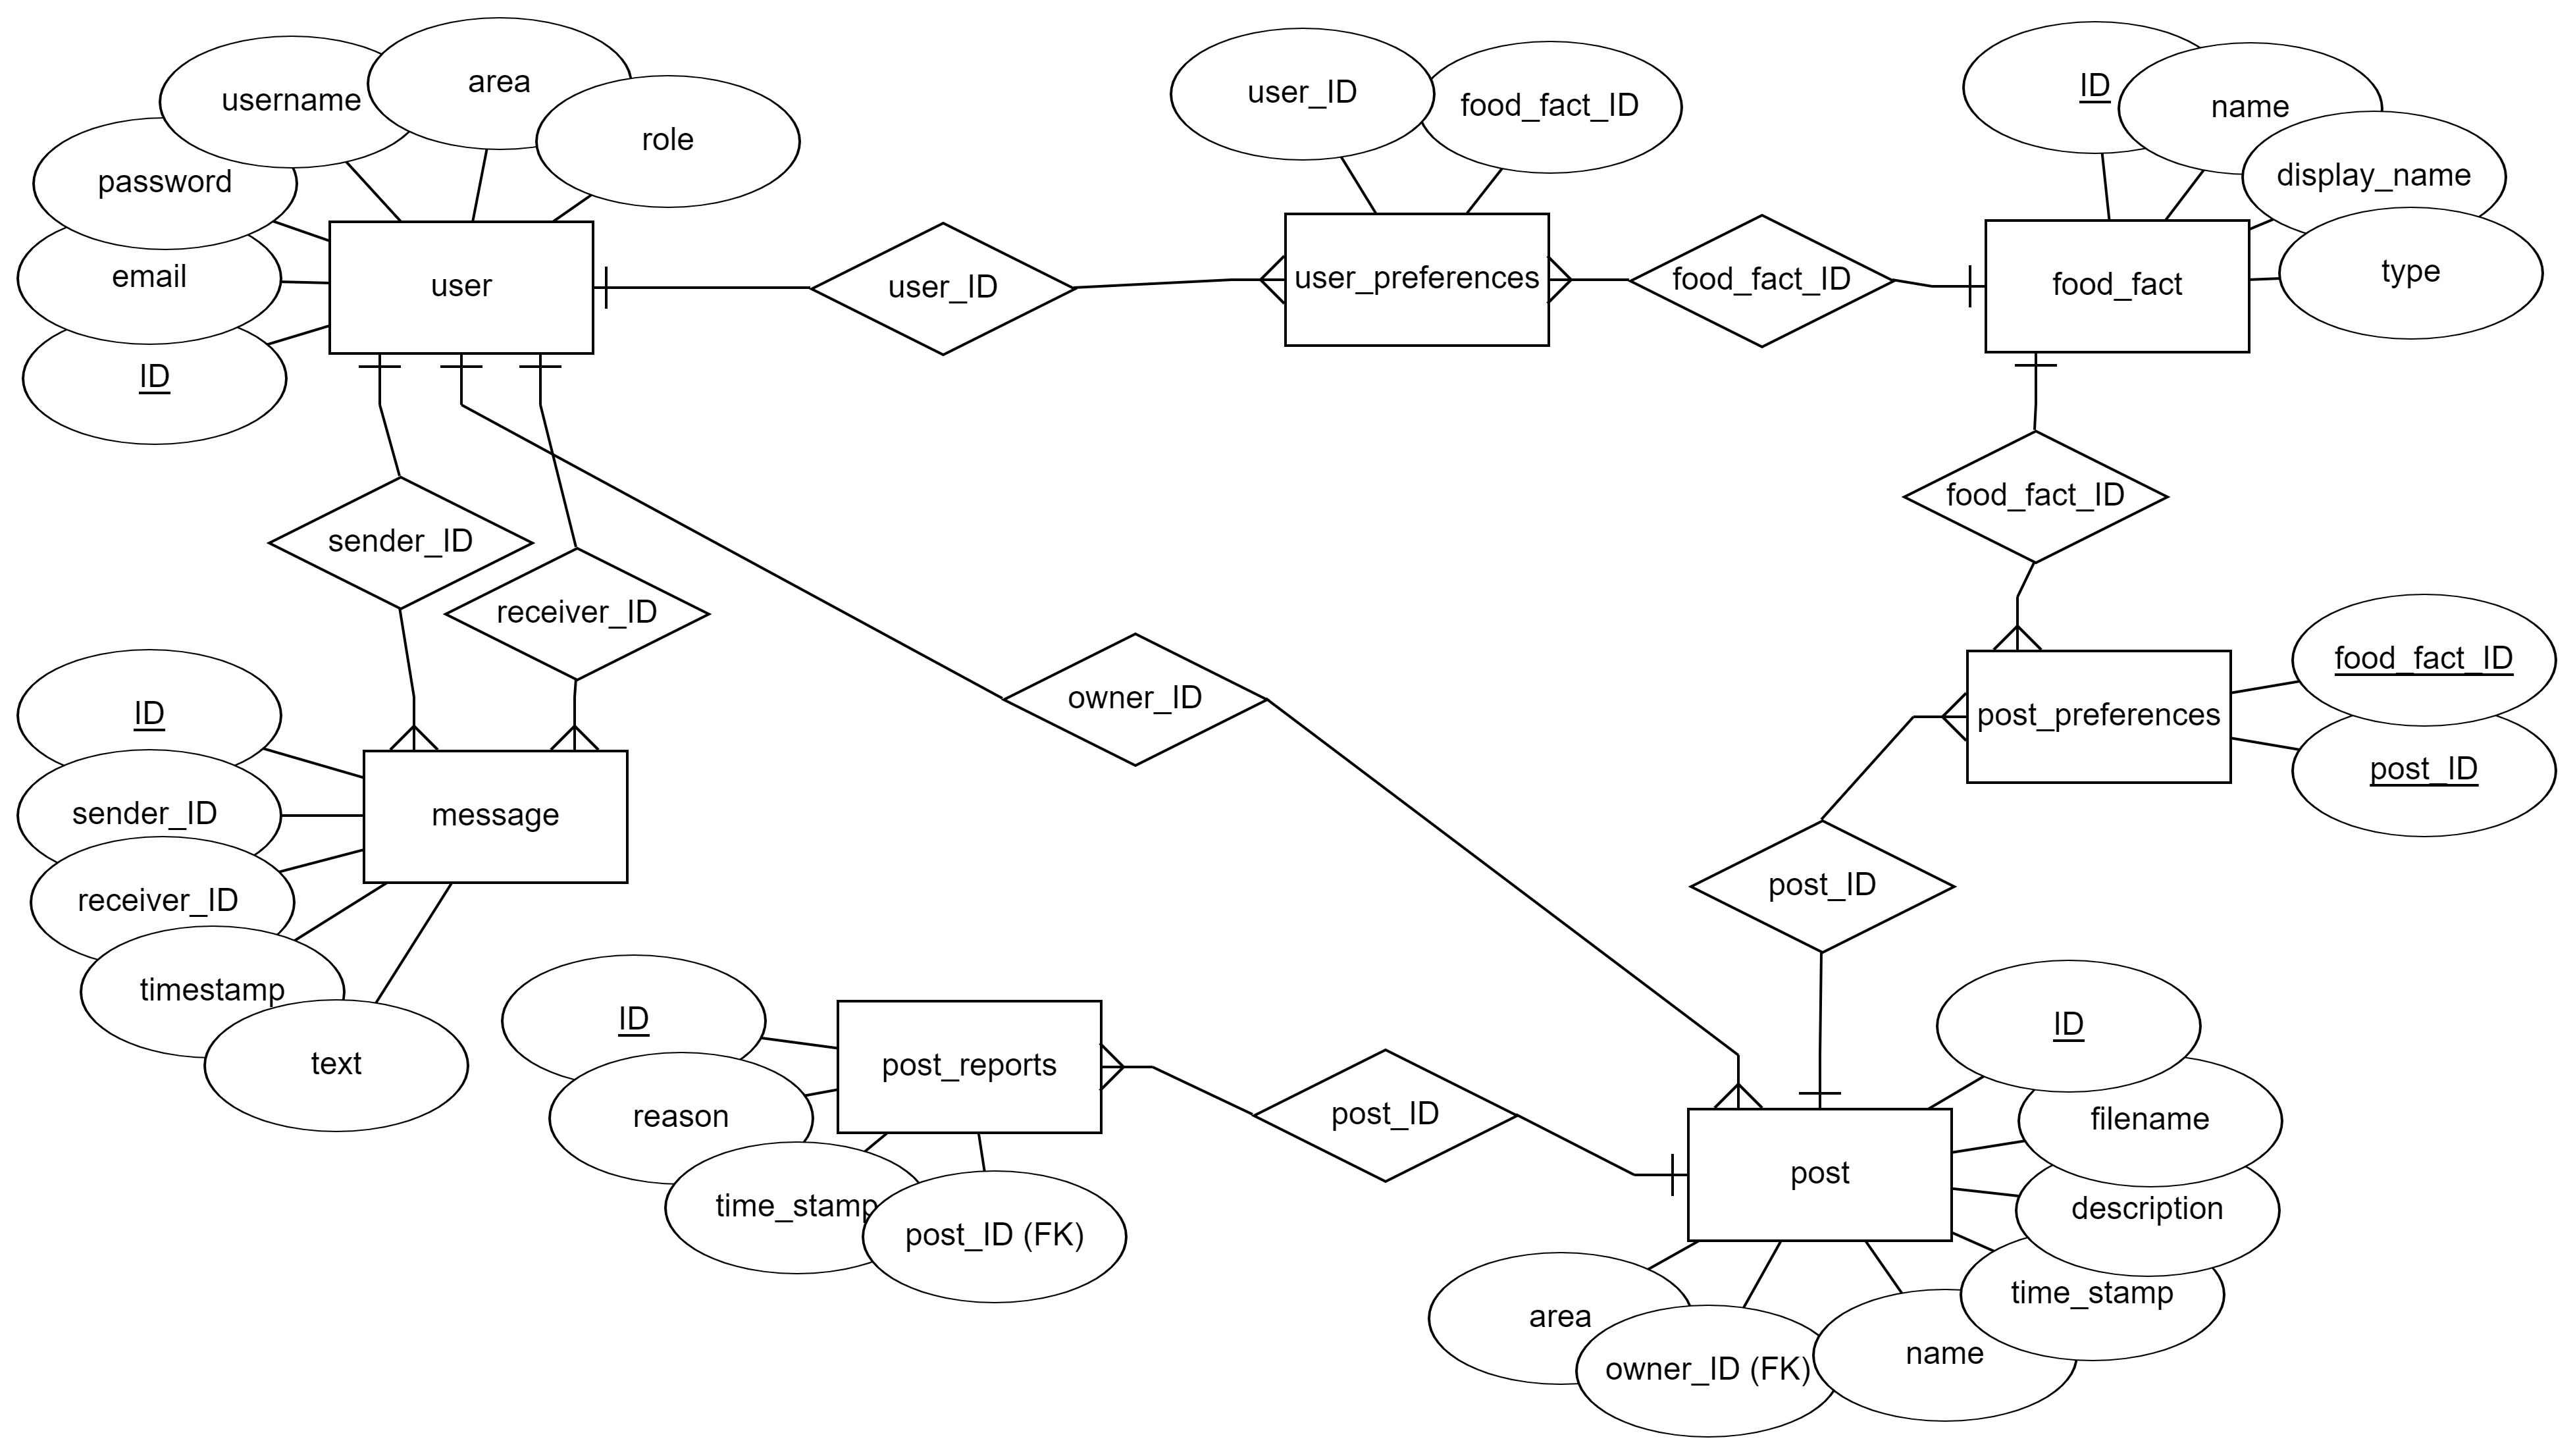 username
area
role
password
email
ID
user
user_ID
user_ID
food_fact_ID
user_preferences
food_fact_ID
ID
name
display_name
type
food_fact
food_fact_ID
sender_ID
receiver_ID
owner_ID
food_fact_ID
post_ID
post_preferences
post_ID
ID
sender_ID
receiver_ID
timestamp
text
message
ID
reason
time_stamp
post_ID (FK)
post_reports
post_ID
post
ID
filename
description
time_stamp
name
owner_ID (FK)
area